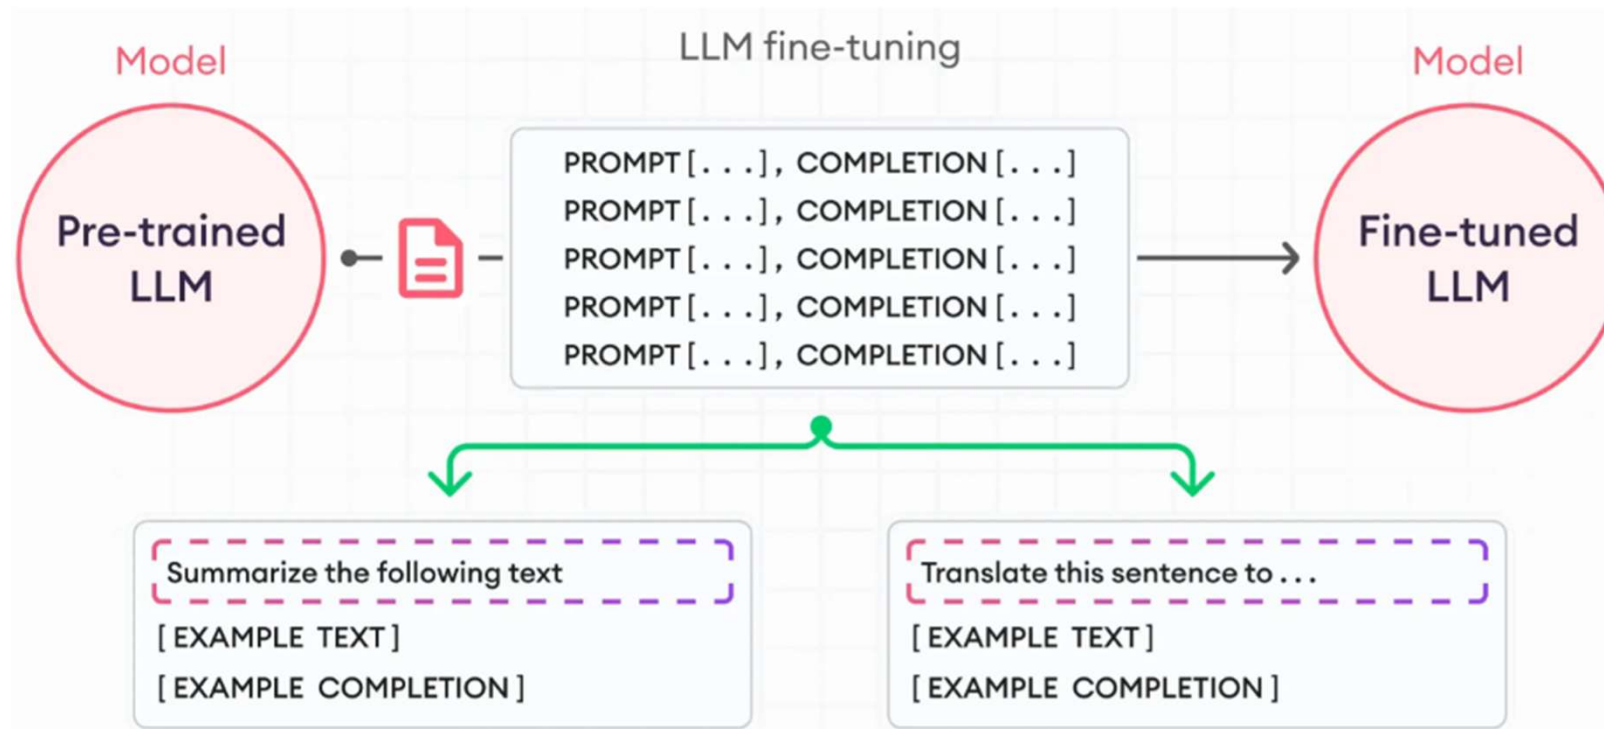 LLM fine-tuning
Model
Model
Pre-trained
LLM
PROMPT[...], COMPLETION[...]
PROMPT[...], COMPLETION[...]
PROMPT[...], COMPLETION[...]
PROMPT[...], COMPLETION[...]
PROMPT[...], COMPLETION[...]
Fine-tuned
LLM
Summarize the following text
[EXAMPLE TEXT]
[EXAMPLE COMPLETION]
Translate this sentence to...
[EXAMPLE TEXT]
[EXAMPLE COMPLETION]